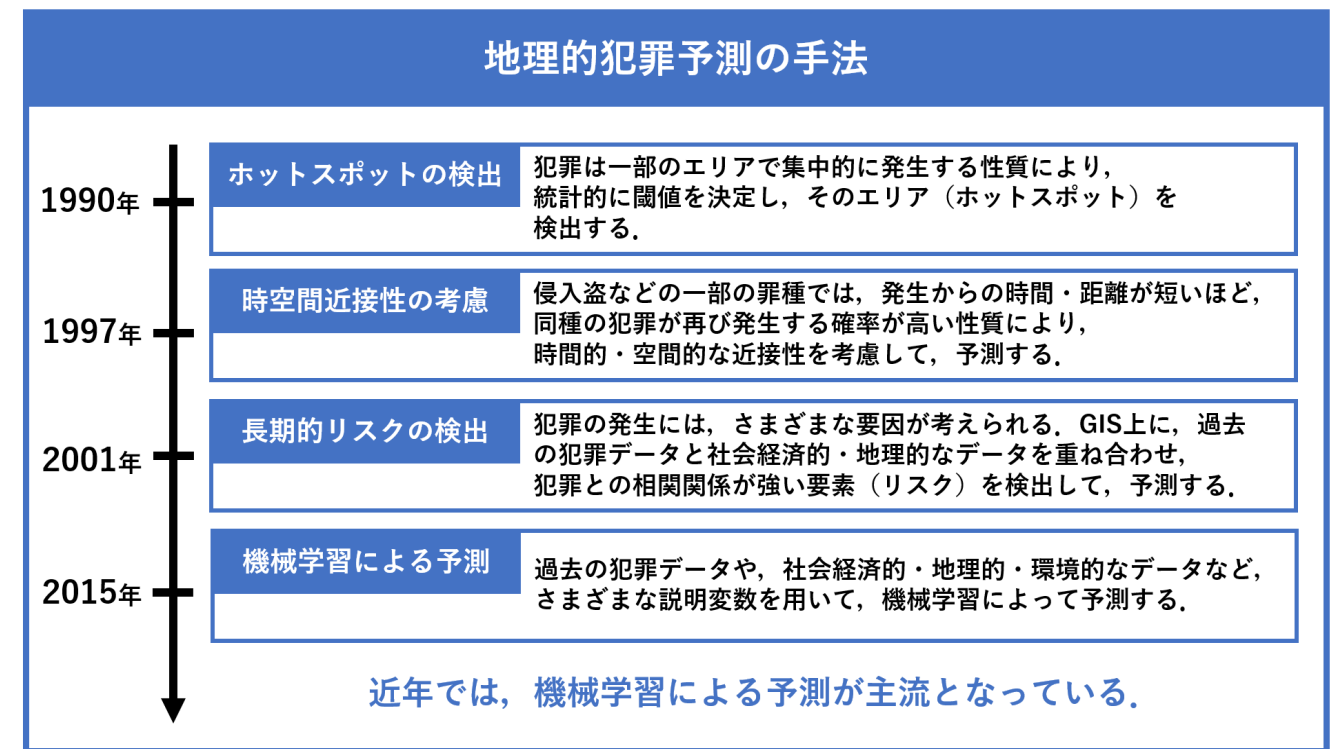 地理的犯罪予測の手法
1990年
ホットスポットの検出
犯罪は一部のエリアで集中的に発生する性質により，
統計的に閾値を決定し，そのエリア（ホットスポット）を
検出する．
1997年
時空間近接性の考慮
侵入盗などの一部の罪種では，発生からの時間・距離が短いほど，
同種の犯罪が再び発生する確率が高い性質により，
時間的・空間的な近接性を考慮して，予測する．
2001年
長期的リスクの検出
犯罪の発生には，さまざまな要因が考えられる．GIS上に，過去
の犯罪データと社会経済的・地理的なデータを重ね合わせ，
犯罪との相関関係が強い要素（リスク）を検出して，予測する．
2015年
機械学習による予測
過去の犯罪データや，社会経済的・地理的・環境的なデータなど，
さまざまな説明変数を用いて，機械学習によって予測する．
近年では，機械学習による予測が主流となっている．